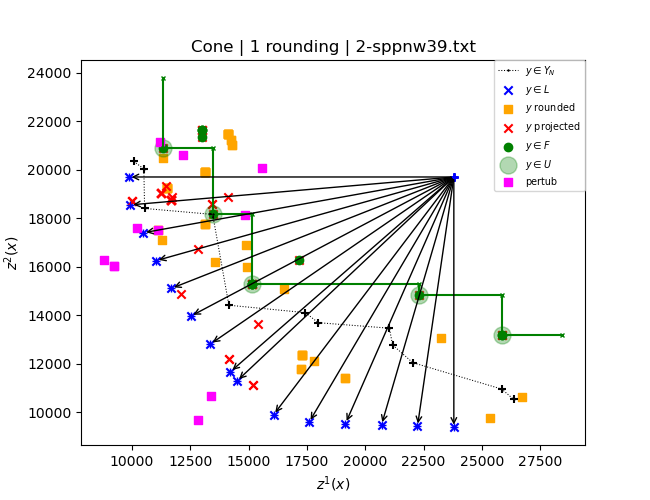 Cone | 1 rounding | 2-sppnw39.txt
24000
22000
20000
18000
16000
14000
12000
10000
z²(x)
y ∈ Y_N
y ∈ L
y rounded
y projected
y ∈ F
y ∈ U
pertub
10000 12500 15000 17500 20000 22500 25000 27500
z¹(x)